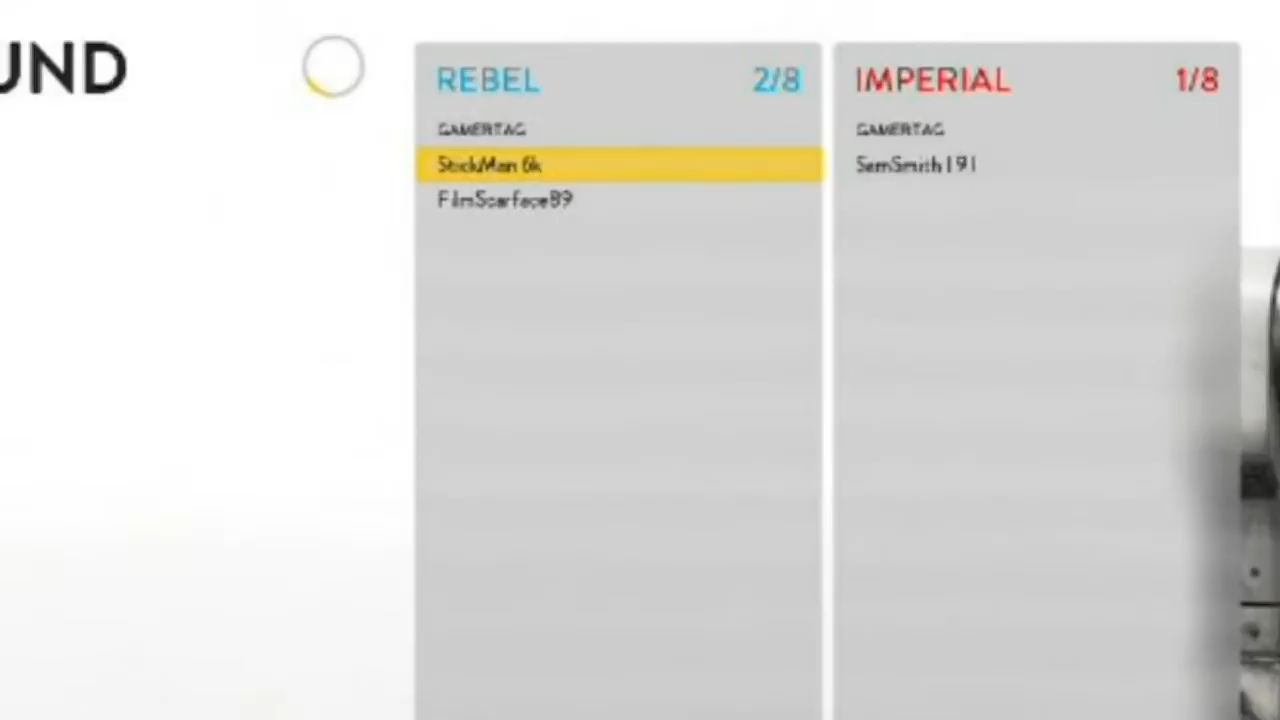 UND
REBEL 2/8
GAMERTAG
StickMan 6k
FilmScarface89
IMPERIAL 1/8
GAMERTAG
SamSmith191